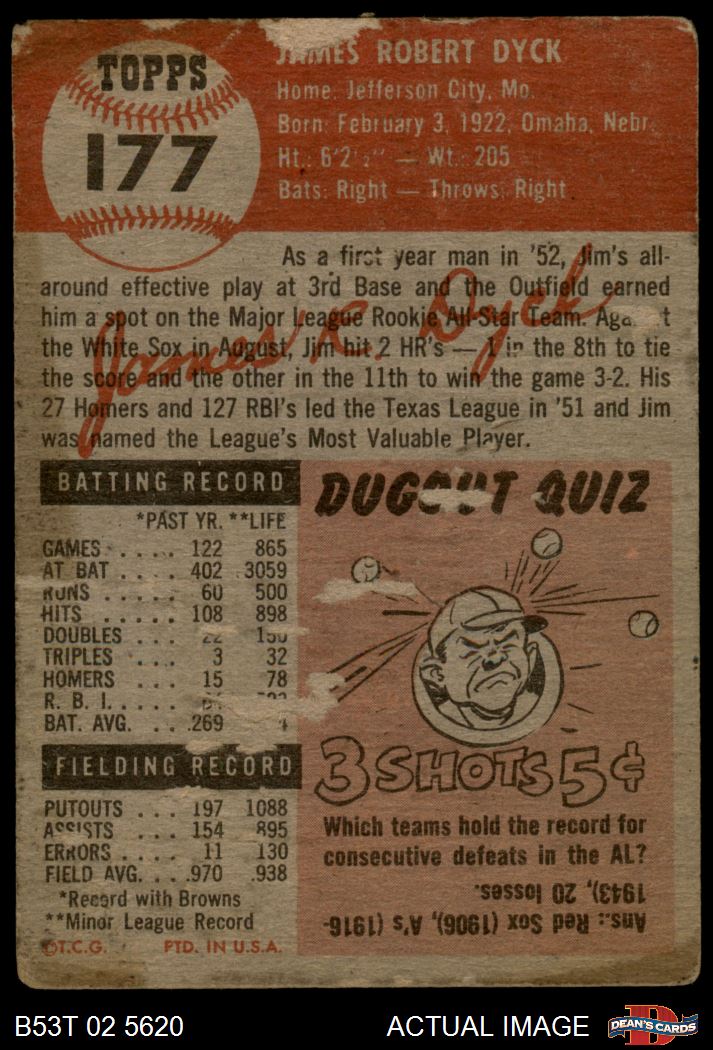 TOPPS
177
JAMES ROBERT DYCK
Home: Jefferson City, Mo.
Born: February 3, 1922, Omaha, Nebr.
Ht.: 6'2½" — Wt.: 205
Bats: Right — Throws: Right
As a first year man in '52, Jim's all-
around effective play at 3rd Base and the Outfield earned
him a spot on the Major League Rookie All-Star Team.
the White Sox in August, Jim hit 2 HR's — 1 in the 8th to tie
the score and the other in the 11th to win the game 3-2. His
27 Homers and 127 RBI's led the Texas League in '51 and Jim
was named the League's Most Valuable Player.
James R. Dyck
BATTING RECORD
*PAST YR. **LIFE
GAMES . . . . 122 865
AT BAT . . . . 402 3059
RUNS . . . . . 60 500
HITS . . . . . 108 898
DOUBLES . . . 22
TRIPLES . . . 3 32
HOMERS . . . 15 78
R. B. I. . . . .
BAT. AVG. . . .269
FIELDING RECORD
PUTOUTS . . . 197 1088
ASSISTS . . . 154 895
ERRORS . . . . 11 130
FIELD AVG. . . .970 .938
*Record with Browns
**Minor League Record
©T.C.G. PTD. IN U.S.A.
DUGOUT QUIZ
3 SHOTS 5¢
Which teams hold the record for
consecutive defeats in the AL?
Ans.: Red Sox (1906), A's (1916-
1943), 20 losses.
B53T 02 5620
ACTUAL IMAGE
DEAN'S CARDS